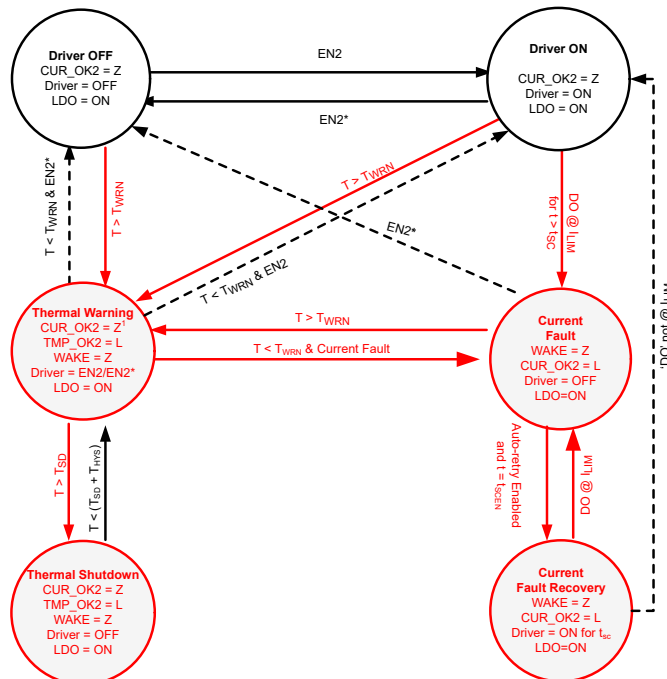 Driver OFF
CUR_OK2 = Z
Driver = OFF
LDO = ON
EN2
EN2*
Driver ON
CUR_OK2 = Z
Driver = ON
LDO = ON
T < TWRN & EN2*
T > TWRN
T > TWRN
T < TWRN & EN2
EN2*
DO @ ILIM
for t > tSC
'DO' not @ ILIM
Thermal Warning
CUR_OK2 = Z¹
TMP_OK2 = L
WAKE = Z
Driver = EN2/EN2*
LDO = ON
T > TWRN
T < TWRN & Current Fault
Current
Fault
WAKE = Z
CUR_OK2 = L
Driver = OFF
LDO=ON
T > TSD
T < (TSD + THYS)
Auto-retry Enabled
and t = tSCEN
DO @ ILIM
Thermal Shutdown
CUR_OK2 = Z
TMP_OK2 = L
WAKE = Z
Driver = OFF
LDO = ON
Current
Fault Recovery
WAKE = Z
CUR_OK2 = L
Driver = ON for tsc
LDO=ON